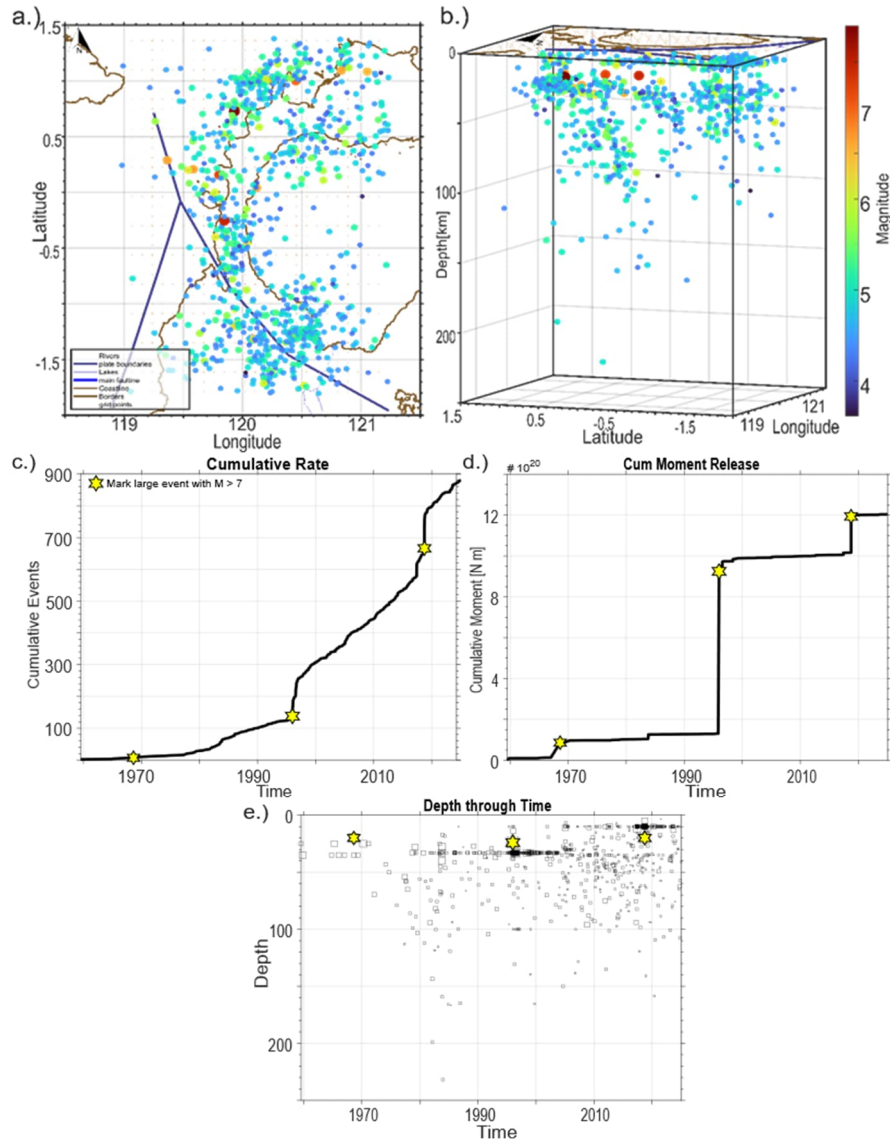 a.)
1.5
0.5
-0.5
-1.5
Latitude
N
Rivers
plate boundaries
Lakes
main faultline
Coastline
Borders
grid points
119
120
121
Longitude
b.)
N
0
100
200
Depth[km]
1.5
0.5
-0.5
-1.5
Latitude
119
121
Longitude
7
6
5
4
Magnitude
c.)
Cumulative Rate
Mark large event with M > 7
900
700
500
300
100
Cumulative Events
1970
1990
2010
Time
d.)
Cum Moment Release
# 10²⁰
12
8
4
0
Cumulative Moment [N m]
1970
1990
2010
Time
e.)
Depth through Time
0
100
200
Depth
1970
1990
2010
Time